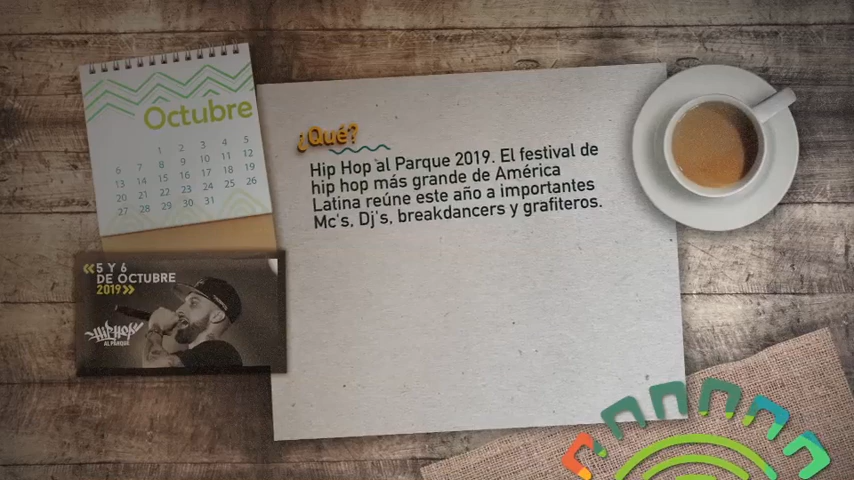 Octubre
1 2 3 4 5
6 7 8 9 10 11 12
13 14 15 16 17 18 19
20 21 22 23 24 25 26
27 28 29 30 31
«5 Y 6
DE OCTUBRE
2019»
HIP HOP
AL PARQUE
¿Qué?
Hip Hop al Parque 2019. El festival de
hip hop más grande de América
Latina reúne este año a importantes
Mc's, Dj's, breakdancers y grafiteros.